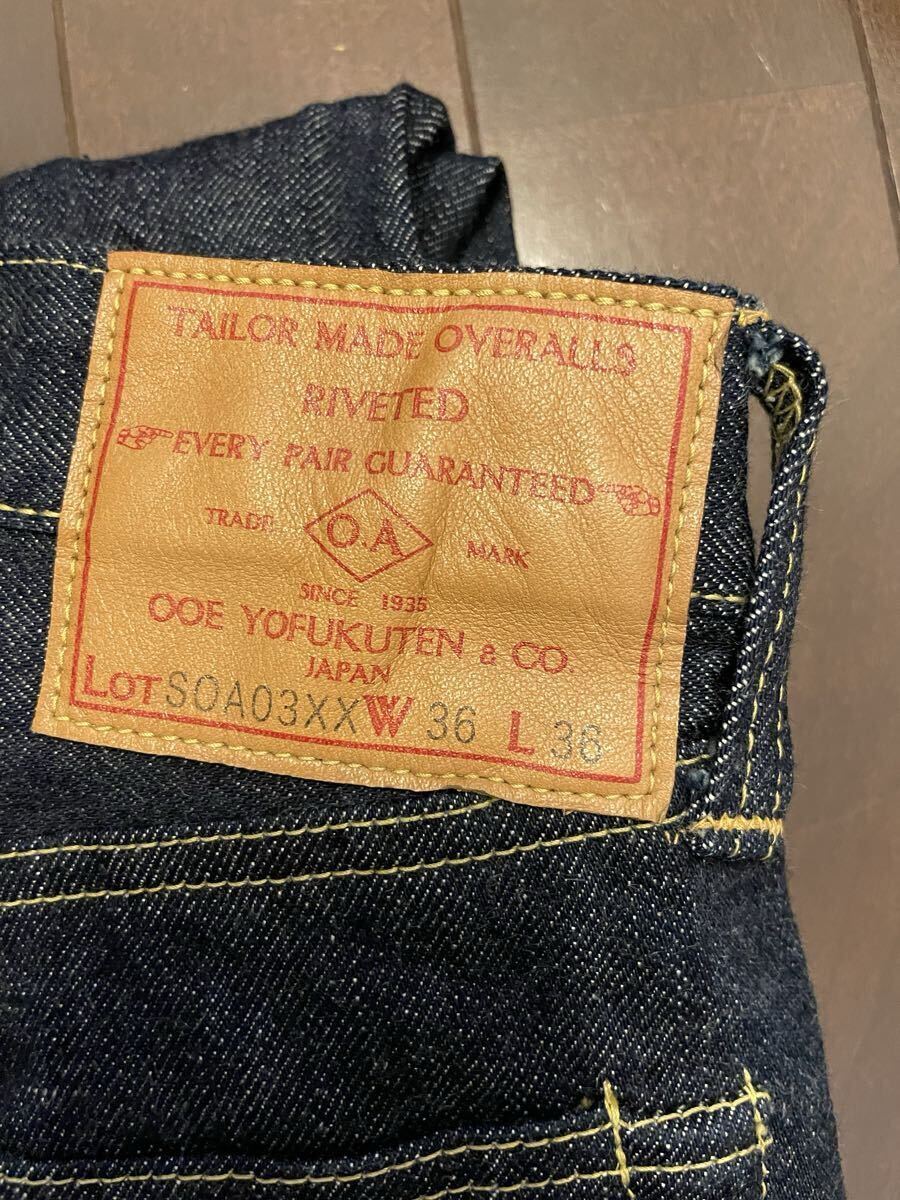 TAILOR MADE OVERALLS
RIVETED
EVERY PAIR GUARANTEED
TRADE O.A MARK
SINCE 1935
OOE YOFUKUTEN & CO.
JAPAN
LOT SOA03XX W 36 L 36